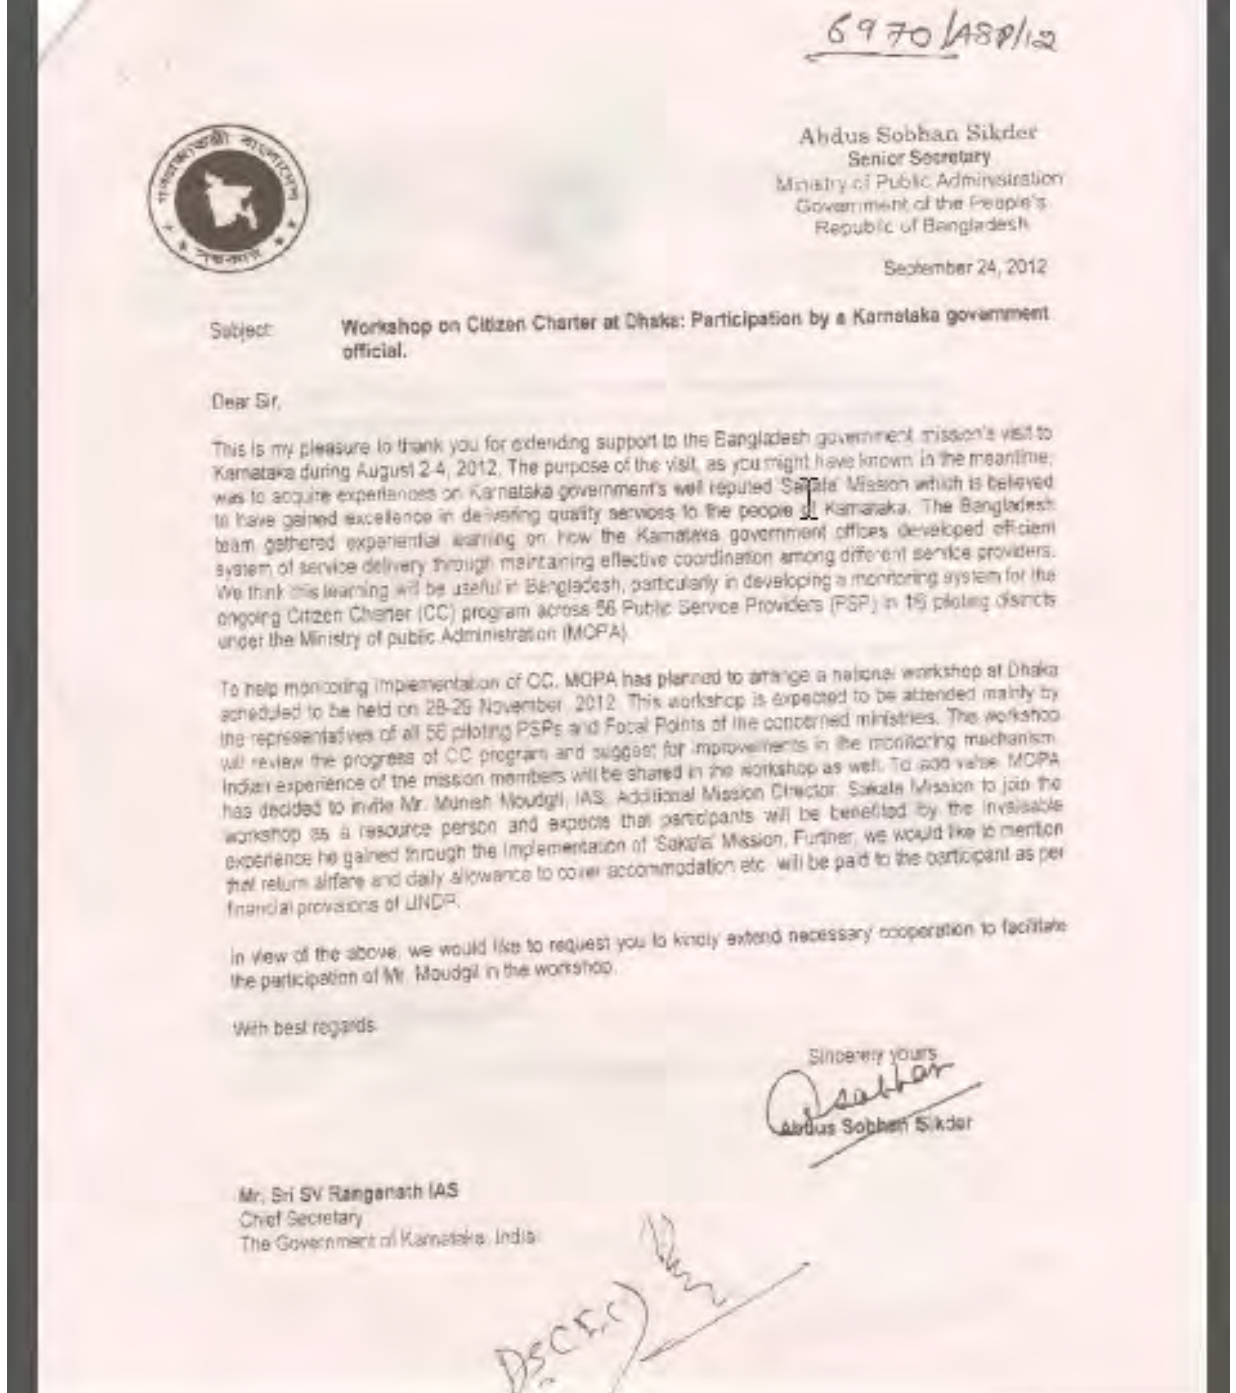 6970/ASP/12
গণপ্রজাতন্ত্রী বাংলাদেশ
সরকার
Abdus Sobhan Sikder
Senior Secretary
Ministry of Public Administration
Government of the People's
Republic of Bangladesh
September 24, 2012
Subject: Workshop on Citizen Charter at Dhaka: Participation by a Karnataka government
official.
Dear Sir,
This is my pleasure to thank you for extending support to the Bangladesh government mission's visit to
Karnataka during August 2-4, 2012. The purpose of the visit, as you might have known in the meantime,
was to acquire experiences on Karnataka government's well reputed 'Sakala' Mission which is believed
to have gained excellence in delivering quality services to the people of Karnataka. The Bangladesh
team gathered experiential learning on how the Karnataka government offices developed efficient
system of service delivery through maintaining effective coordination among different service providers.
We think this learning will be useful in Bangladesh, particularly in developing a monitoring system for the
ongoing Citizen Charter (CC) program across 56 Public Service Providers (PSP) in 16 piloting districts
under the Ministry of public Administration (MOPA).
To help monitoring implementation of CC, MOPA has planned to arrange a national workshop at Dhaka
scheduled to be held on 28-29 November, 2012. This workshop is expected to be attended mainly by
the representatives of all 56 piloting PSPs and Focal Points of the concerned ministries. The workshop
will review the progress of CC program and suggest for improvements in the monitoring mechanism.
Indian experience of the mission members will be shared in the workshop as well. To add value, MOPA
has decided to invite Mr. Munish Moudgil, IAS, Additional Mission Director, Sakala Mission to join the
workshop as a resource person and expects that participants will be benefited by the invaluable
experience he gained through the implementation of 'Sakala' Mission. Further, we would like to mention
that return airfare and daily allowance to cover accommodation etc. will be paid to the participant as per
financial provisions of UNDP.
In view of the above, we would like to request you to kindly extend necessary cooperation to facilitate
the participation of Mr. Moudgil in the workshop.
With best regards.
Sincerely yours
Abdus Sobhan Sikder
Mr. Sri SV Ranganath IAS
Chief Secretary
The Government of Karnataka, India